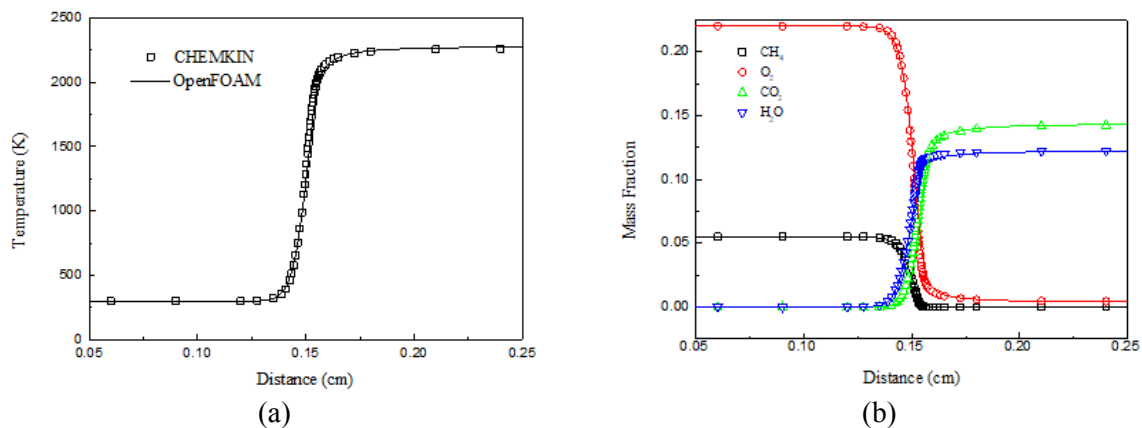 2500
2000
1500
1000
500
0
Temperature (K)
CHEMKIN
OpenFOAM
0.05
0.10
0.15
0.20
0.25
Distance (cm)
(a)
0.20
0.15
0.10
0.05
0.00
Mass Fraction
CH4
O2
CO2
H2O
0.05
0.10
0.15
0.20
0.25
Distance (cm)
(b)